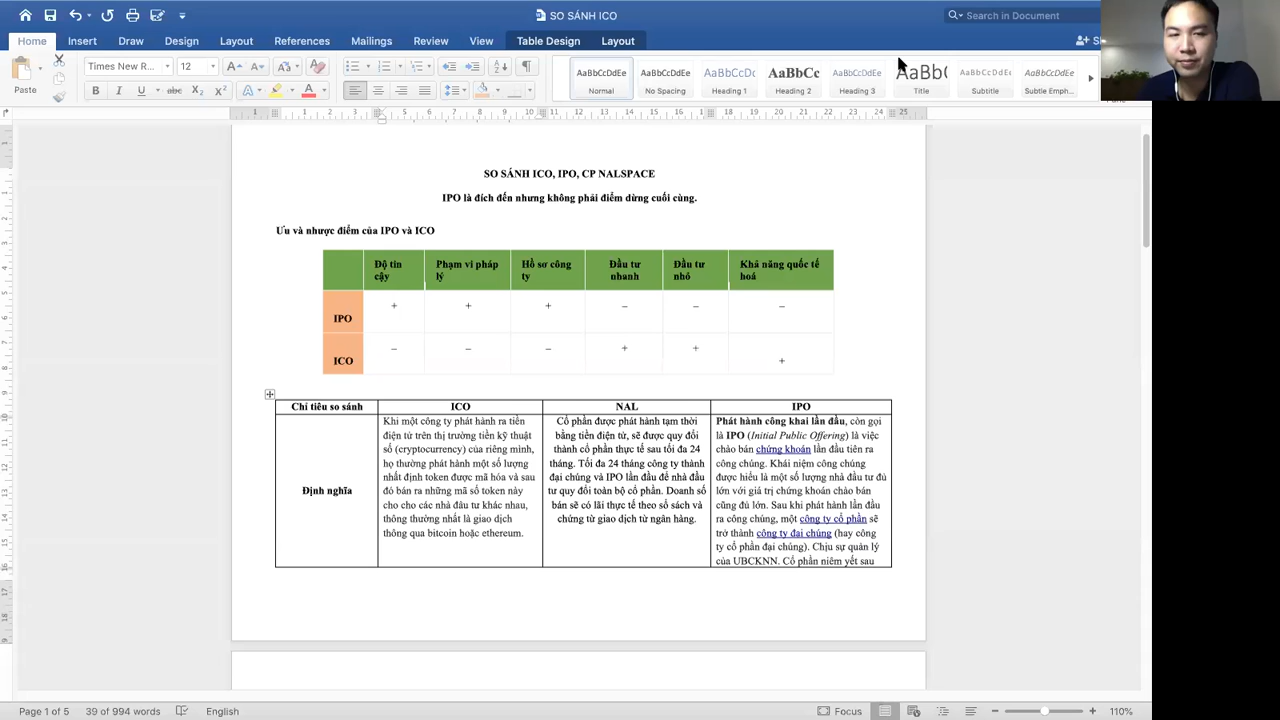 SO SÁNH ICO
Search in Document
Home Insert Draw Design Layout References Mailings Review View Table Design Layout
Paste
Times New Ro... 12
Normal No Spacing Heading 1 Heading 2 Heading 3 Title Subtitle Subtle Emph...
SO SÁNH ICO, IPO, CP NALSPACE
IPO là đích đến nhưng không phải điểm dừng cuối cùng.
Ưu và nhược điểm của IPO và ICO
Độ tin cậy
Phạm vi pháp lý
Hồ sơ công ty
Đầu tư nhanh
Đầu tư nhỏ
Khả năng quốc tế hoá
IPO + + + – – –
ICO – – – + + +
Chỉ tiêu so sánh ICO NAL IPO
Định nghĩa
Khi một công ty phát hành ra tiền
điện tử trên thị trường tiền kỹ thuật
số (cryptocurrency) của riêng mình,
họ thường phát hành một số lượng
nhất định token được mã hóa và sau
đó bán ra những mã số token này
cho cho các nhà đâu tư khác nhau,
thông thường nhất là giao dịch
thông qua bitcoin hoặc ethereum.
Cổ phần được phát hành tạm thời
bằng tiền điện tử, sẽ được quy đổi
thành cổ phần thực tế sau tối đa 24
tháng. Tối đa 24 tháng công ty thành
đại chúng và IPO lần đầu để nhà đầu
tư quy đổi toàn bộ cổ phần. Doanh số
bán sẽ có lãi thực tế theo sổ sách và
chứng từ giao dịch từ ngân hàng.
Phát hành công khai lần đầu, còn gọi
là IPO (Initial Public Offering) là việc
chào bán chứng khoán lần đầu tiên ra
công chúng. Khái niệm công chúng
được hiểu là một số lượng nhà đầu tư đủ
lớn với giá trị chứng khoán chào bán
cũng đủ lớn. Sau khi phát hành lần đầu
ra công chúng, một công ty cổ phần sẽ
trở thành công ty đại chúng (hay công
ty cổ phần đại chúng). Chịu sự quản lý
của UBCKNN. Cổ phần niêm yết sau
Page 1 of 5 39 of 994 words English Focus 110%